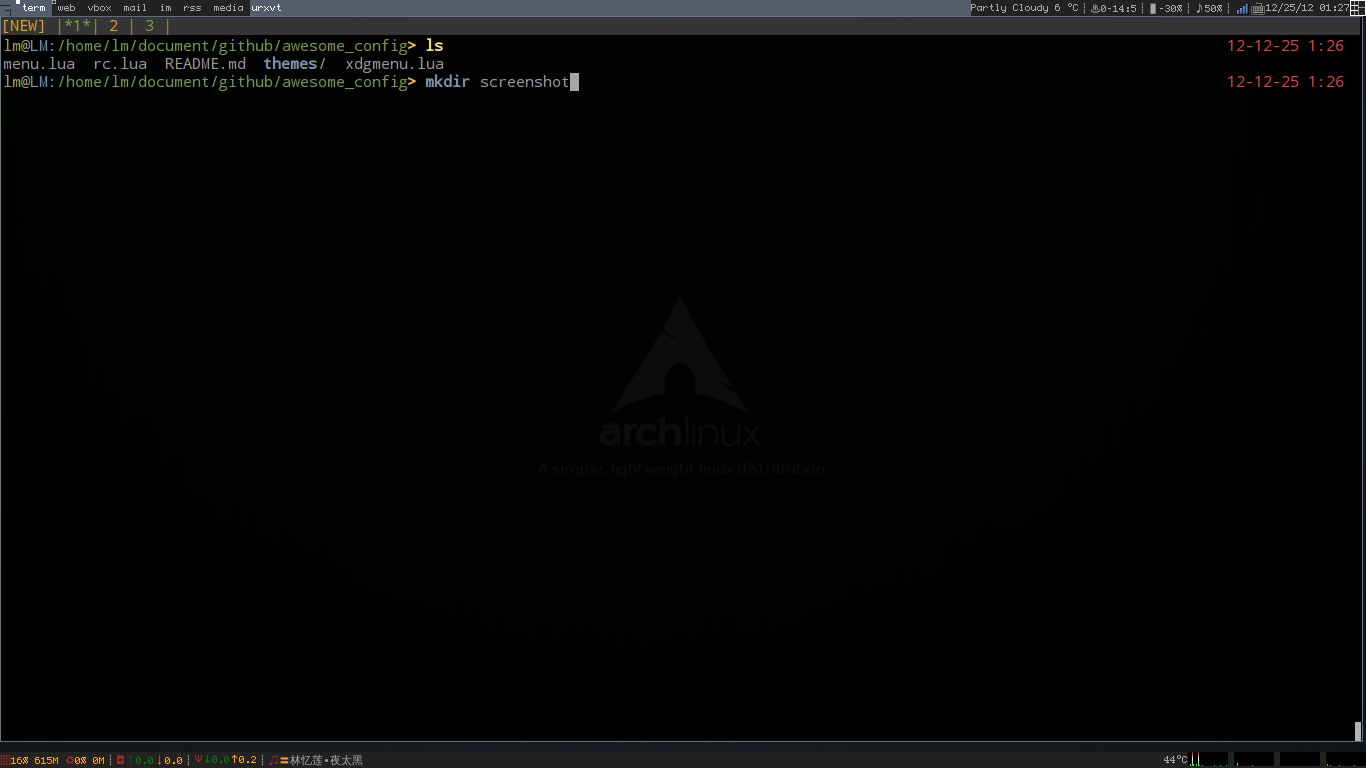 term web vbox mail im rss media urxvt Partly Cloudy 6 ℃ 0-14:5 -30% 50% 12/25/12 01:27
[NEW] |*1*| 2 | 3 |
lm@LM:/home/lm/document/github/awesome_config> ls 12-12-25 1:26
menu.lua rc.lua README.md themes/ xdgmenu.lua
lm@LM:/home/lm/document/github/awesome_config> mkdir screenshot 12-12-25 1:26
archlinux
A simple, lightweight linux distribution.
16% 615M 0% 0M ↑0.0 ↓0.0 ↓0.0 ↑0.2 林忆莲•夜太黑 44℃